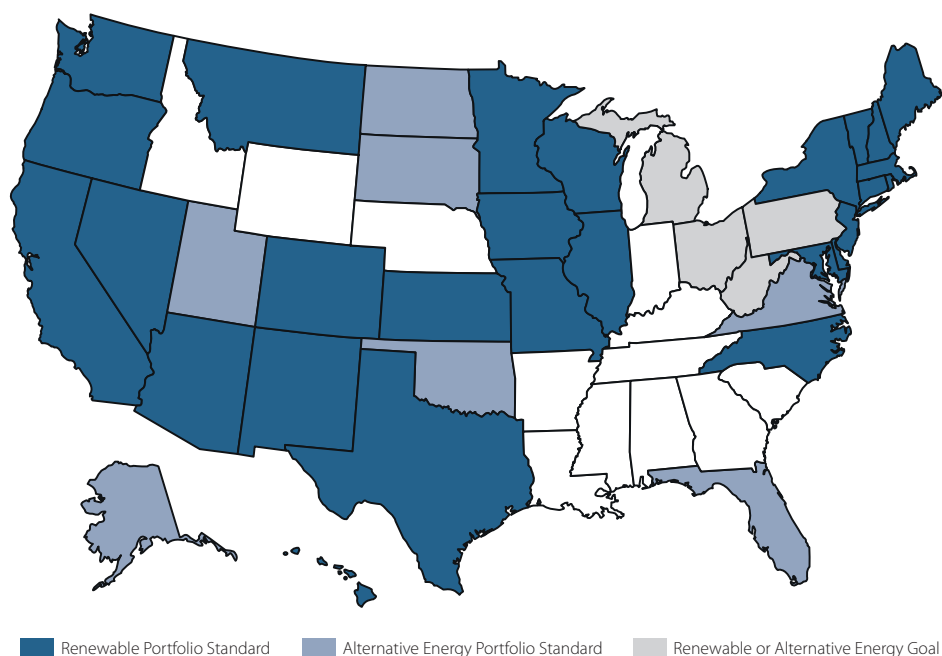 Renewable Portfolio Standard
Alternative Energy Portfolio Standard
Renewable or Alternative Energy Goal